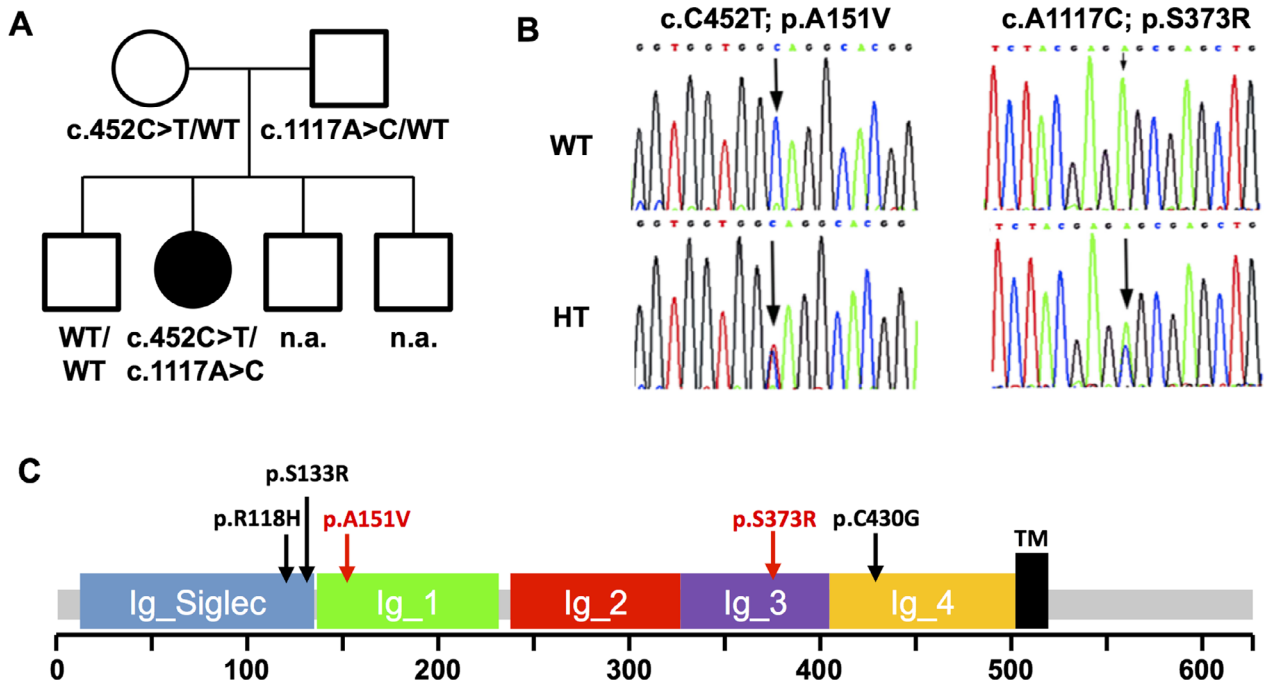 A
c.452C>T/WT
c.1117A>C/WT
WT/
WT
c.452C>T/
c.1117A>C
n.a.
n.a.
B
c.C452T; p.A151V
c.A1117C; p.S373R
G G T G G T G G C A G G C A C G G
T C T A C G A G A G C G A G C T G
WT
G G T G G T G G C A G G C A C G G
T C T A C G A G A G C G A G C T G
HT
C
p.S133R
p.R118H
p.A151V
p.S373R
p.C430G
TM
Ig_Siglec
Ig_1
Ig_2
Ig_3
Ig_4
0
100
200
300
400
500
600